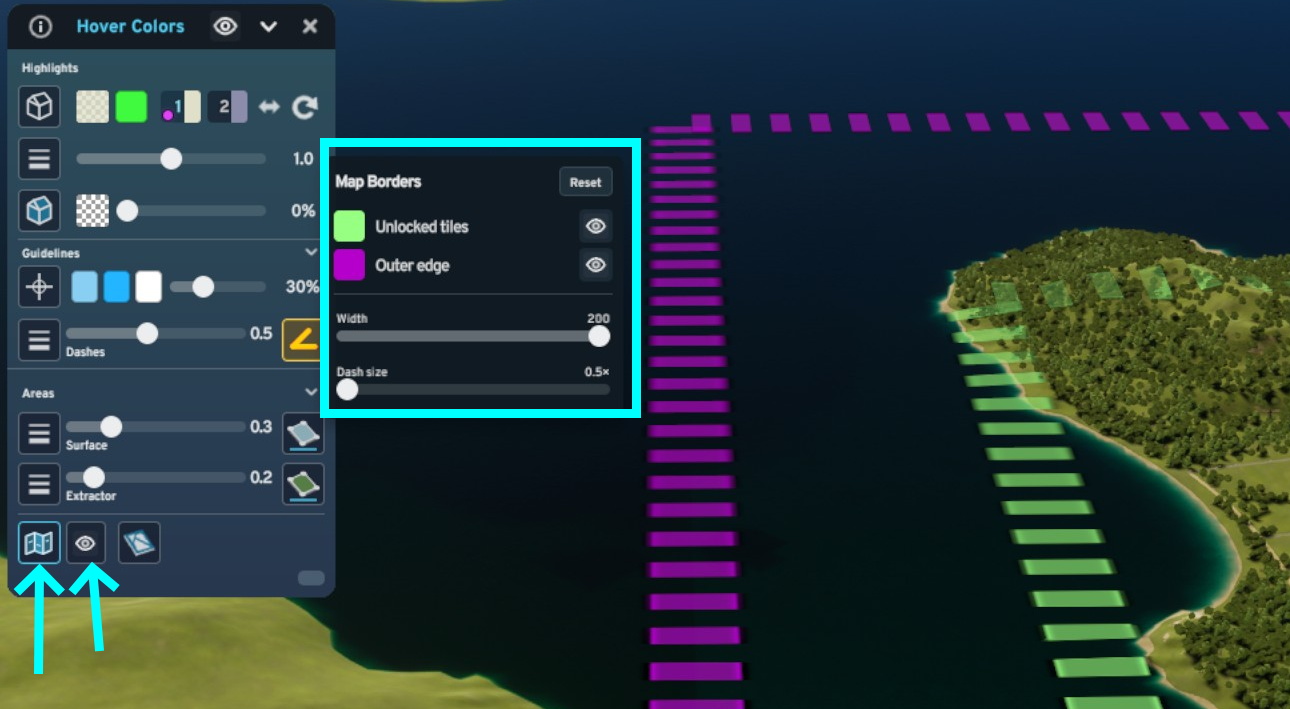 Hover Colors
Highlights
1 2
1.0
0%
Guidelines
30%
0.5
Dashes
Areas
0.3
Surface
0.2
Extractor
Map Borders
Reset
Unlocked tiles
Outer edge
Width 200
Dash size 0.5×